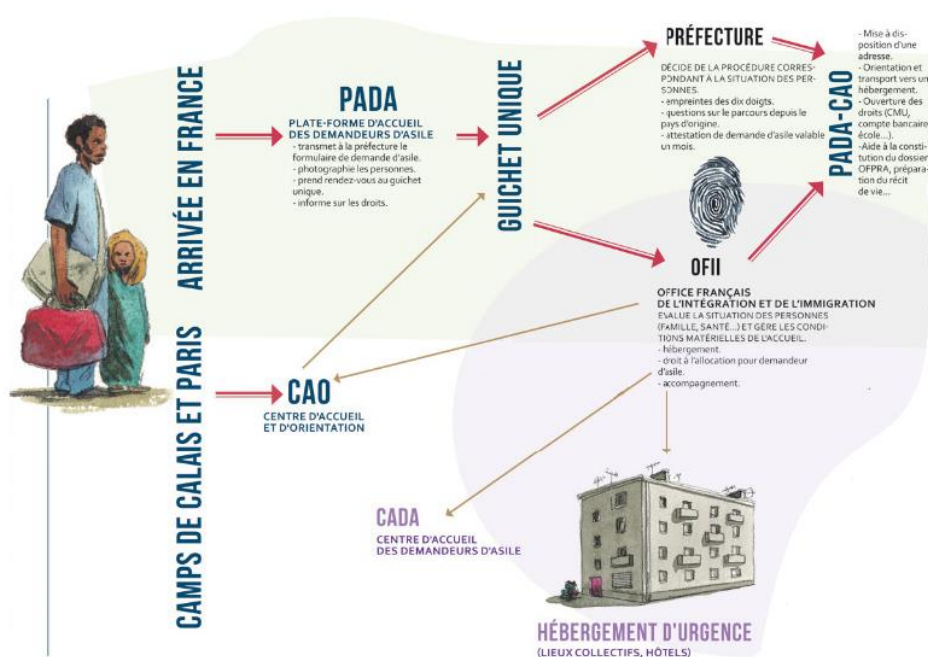 ARRIVÉE EN FRANCE
CAMPS DE CALAIS ET PARIS
PADA
PLATE-FORME D'ACCUEIL
DES DEMANDEURS D'ASILE
- transmet à la préfecture le
formulaire de demande d'asile.
- photographie les personnes.
- prend rendez-vous au guichet
unique.
- informe sur les droits.
CAO
CENTRE D'ACCUEIL
ET D'ORIENTATION
GUICHET UNIQUE
PRÉFECTURE
DÉCIDE DE LA PROCÉDURE CORRES-
PONDANT À LA SITUATION DES PER-
SONNES.
- empreintes des dix doigts.
- questions sur le parcours depuis le
pays d'origine.
- attestation de demande d'asile valable
un mois.
OFII
OFFICE FRANÇAIS
DE L'INTÉGRATION ET DE L'IMMIGRATION
EVALUE LA SITUATION DES PERSONNES
(FAMILLE, SANTÉ...) ET GÈRE LES CONDI-
TIONS MATÉRIELLES DE L'ACCUEIL.
- hébergement.
- droit à l'allocation pour demandeur
d'asile.
- accompagnement.
PADA-CAO
- Mise à dis-
position d'une
adresse.
- Orientation et
transport vers un
hébergement.
- Ouverture des
droits (CMU,
compte bancaire,
école...).
-Aide à la consti-
tution du dossier
OFPRA, prépara-
tion du récit
de vie...
CADA
CENTRE D'ACCUEIL
DES DEMANDEURS D'ASILE
HÉBERGEMENT D'URGENCE
(LIEUX COLLECTIFS, HÔTELS)